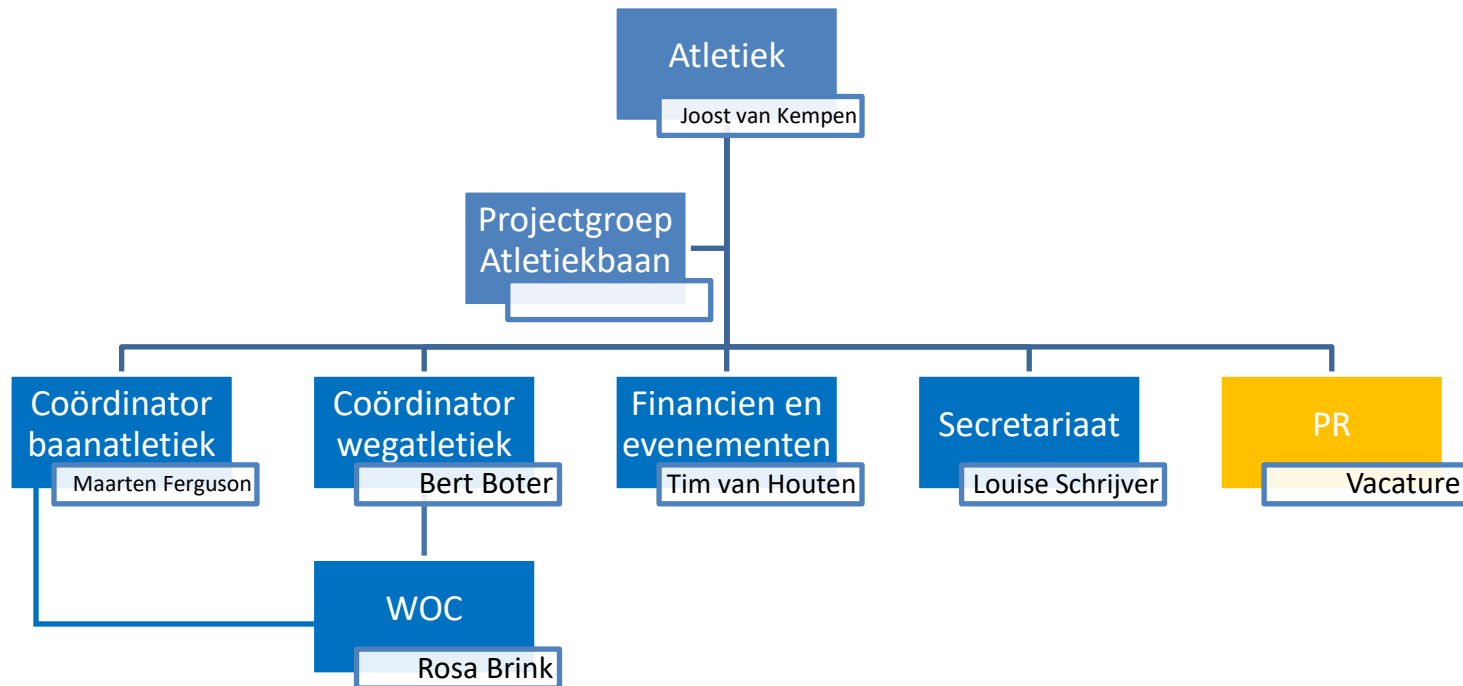 Atletiek
Joost van Kempen
Projectgroep
Atletiekbaan
Coördinator
baanatletiek
Maarten Ferguson
Coördinator
wegatletiek
Bert Boter
Financien en
evenementen
Tim van Houten
Secretariaat
Louise Schrijver
PR
Vacature
WOC
Rosa Brink